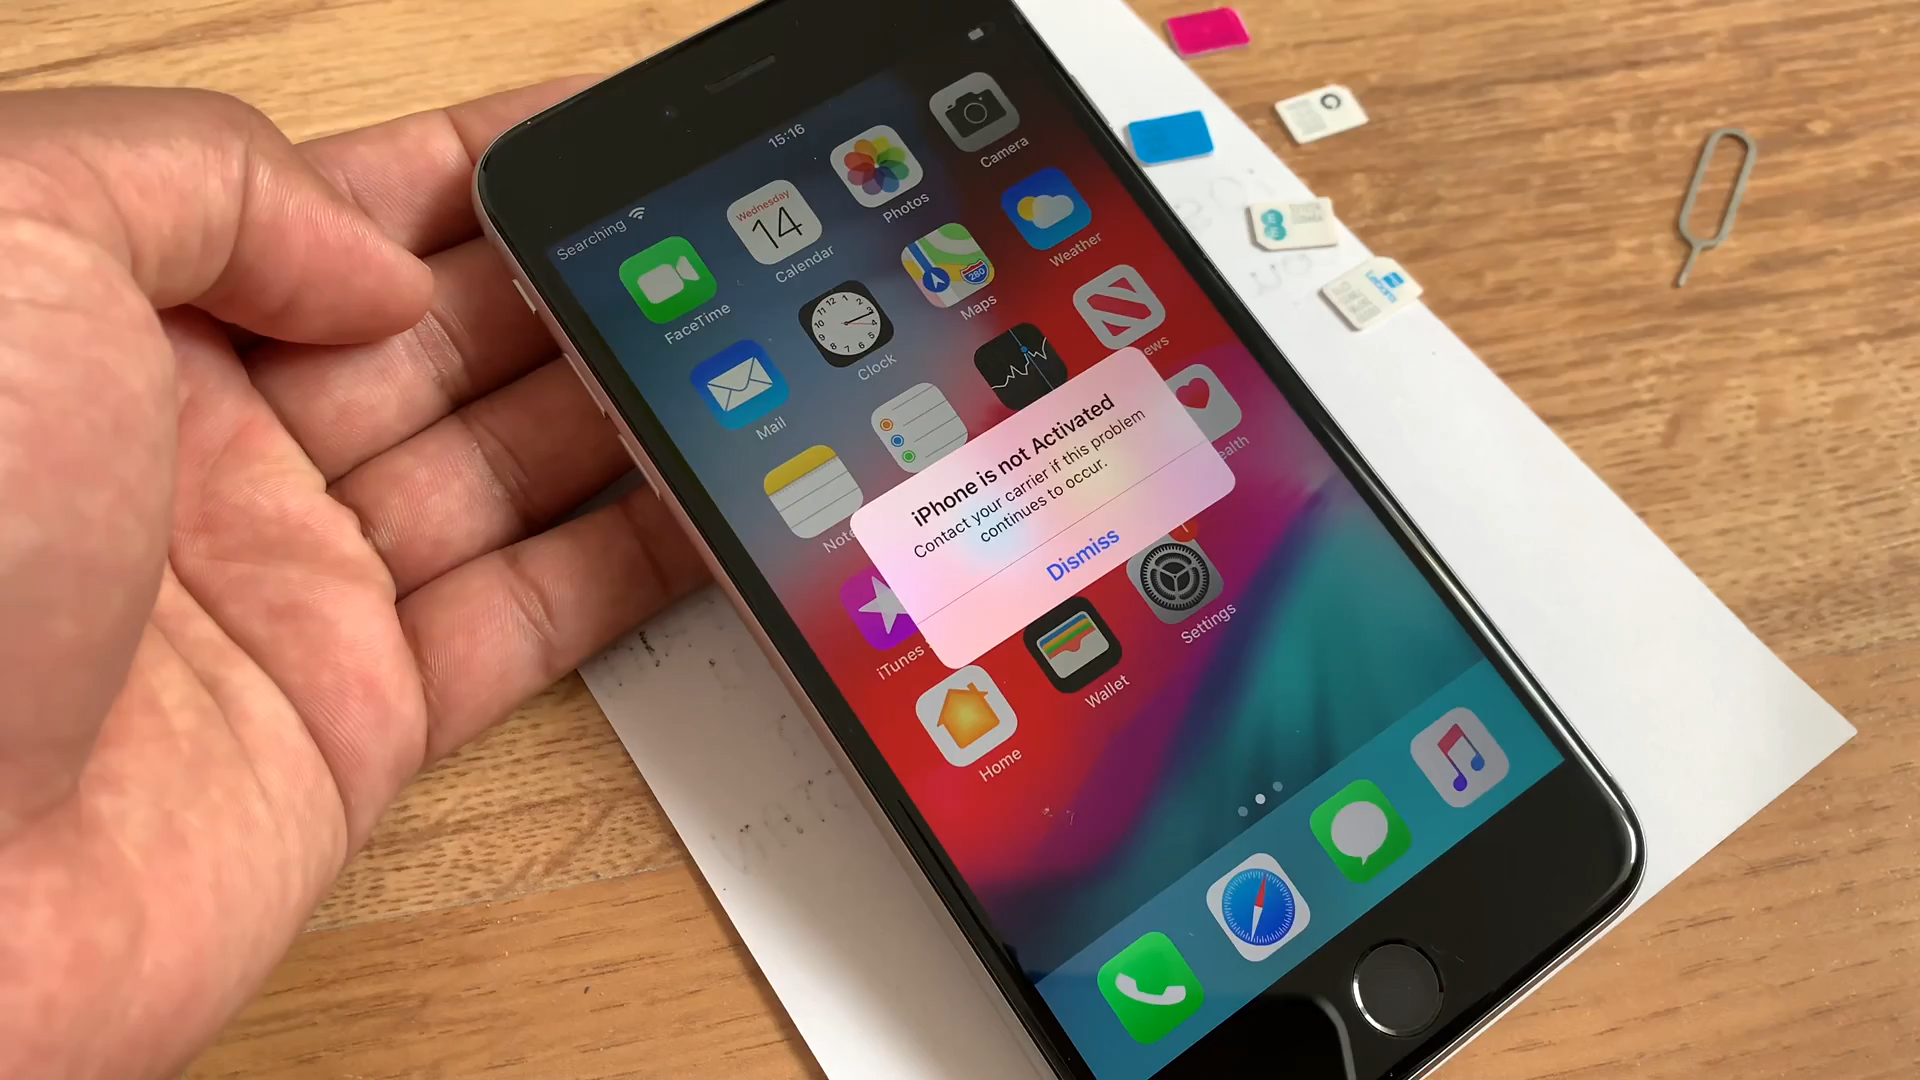 Searching
15:16
FaceTime
Wednesday
14
Calendar
Photos
Camera
Mail
Clock
Maps
280
Weather
iPhone is not Activated
Contact your carrier if this problem
continues to occur.
Dismiss
iTunes
Home
Wallet
Settings